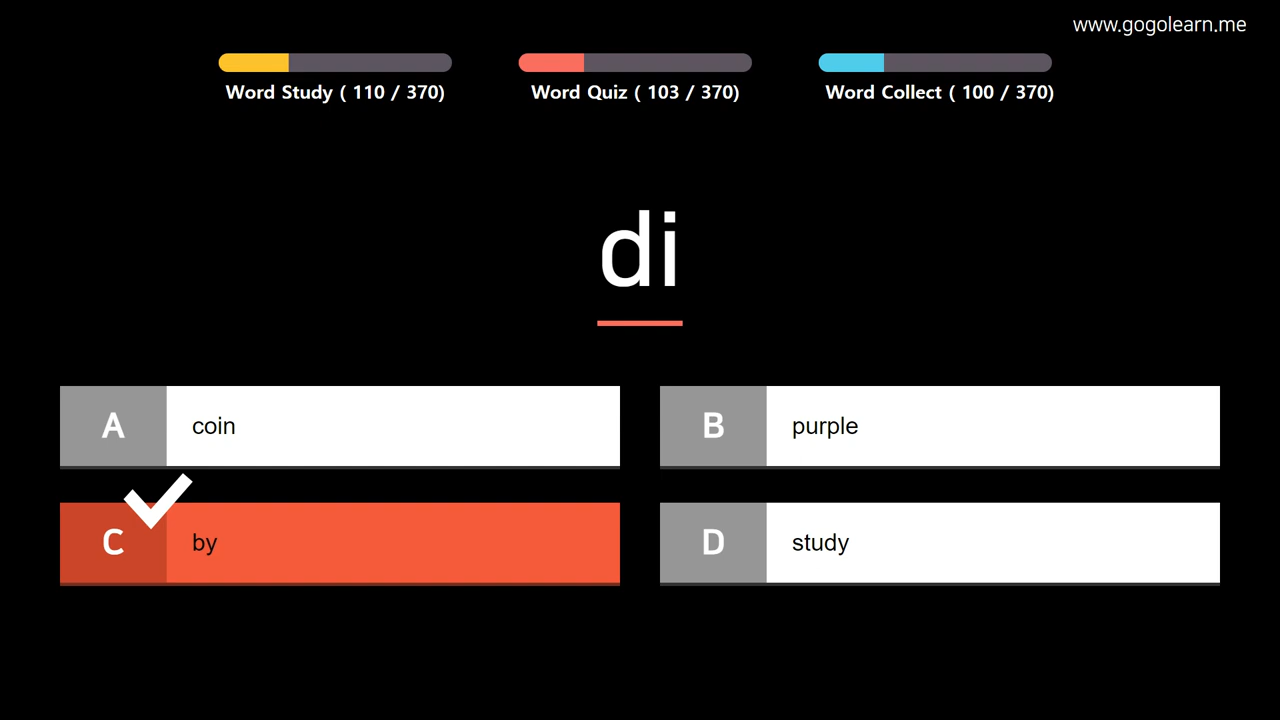 www.gogolearn.me
Word Study ( 110 / 370)
Word Quiz ( 103 / 370)
Word Collect ( 100 / 370)
di
A coin
B purple
C by
D study